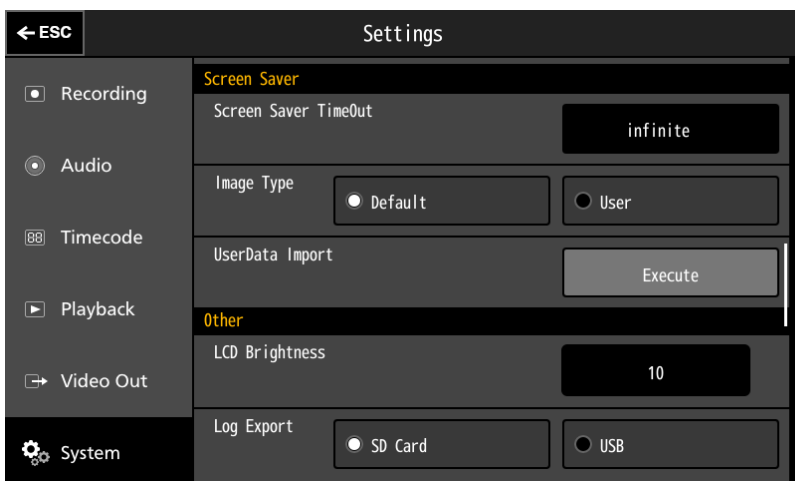 ←ESC
Settings
Recording
Audio
88 Timecode
Playback
Video Out
System
Screen Saver
Screen Saver TimeOut
infinite
Image Type
Default
User
UserData Import
Execute
Other
LCD Brightness
10
Log Export
SD Card
USB